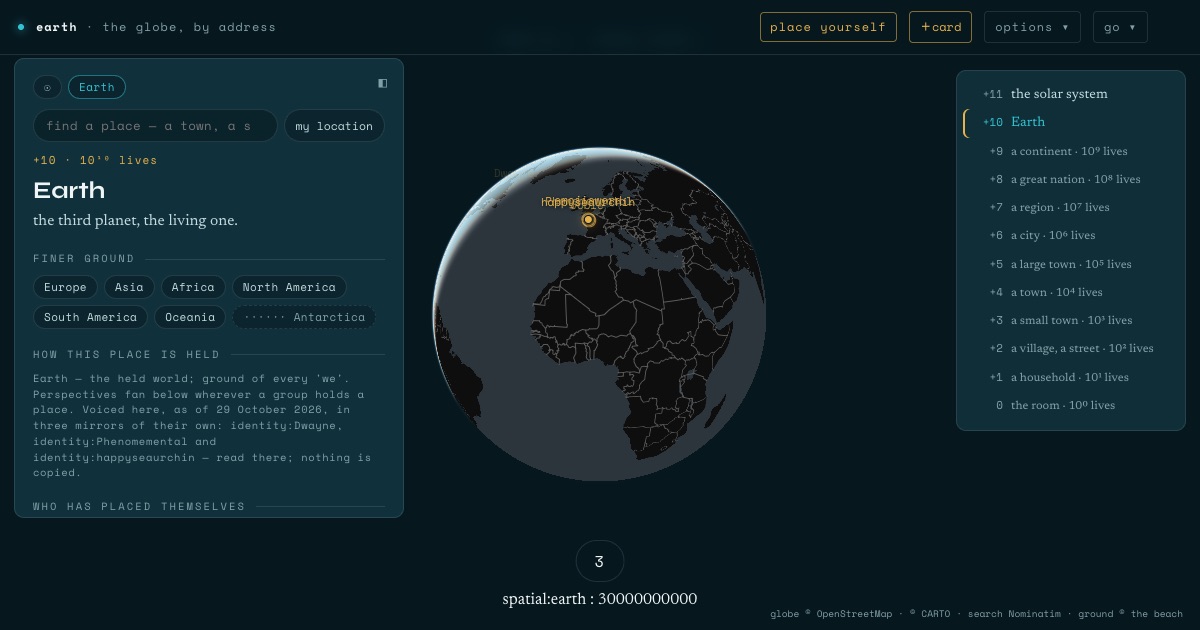 earth · the globe, by address
place yourself
+card
options ▾
go ▾
Earth
find a place — a town, a s
my location
+10 · 10¹⁰ lives
Earth
the third planet, the living one.
FINER GROUND
Europe
Asia
Africa
North America
South America
Oceania
······ Antarctica
HOW THIS PLACE IS HELD
Earth — the held world; ground of every 'we'.
Perspectives fan below wherever a group holds a
place. Voiced here, as of 29 October 2026, in
three mirrors of their own: identity:Dwayne,
identity:Phenomemental and
identity:happyseaurchin — read there; nothing is
copied.
WHO HAS PLACED THEMSELVES
happyseaurchin
+11 the solar system
+10 Earth
+9 a continent · 10⁹ lives
+8 a great nation · 10⁸ lives
+7 a region · 10⁷ lives
+6 a city · 10⁶ lives
+5 a large town · 10⁵ lives
+4 a town · 10⁴ lives
+3 a small town · 10³ lives
+2 a village, a street · 10² lives
+1 a household · 10¹ lives
0 the room · 10⁰ lives
3
spatial:earth : 30000000000
globe © OpenStreetMap · © CARTO · search Nominatim · ground © the beach